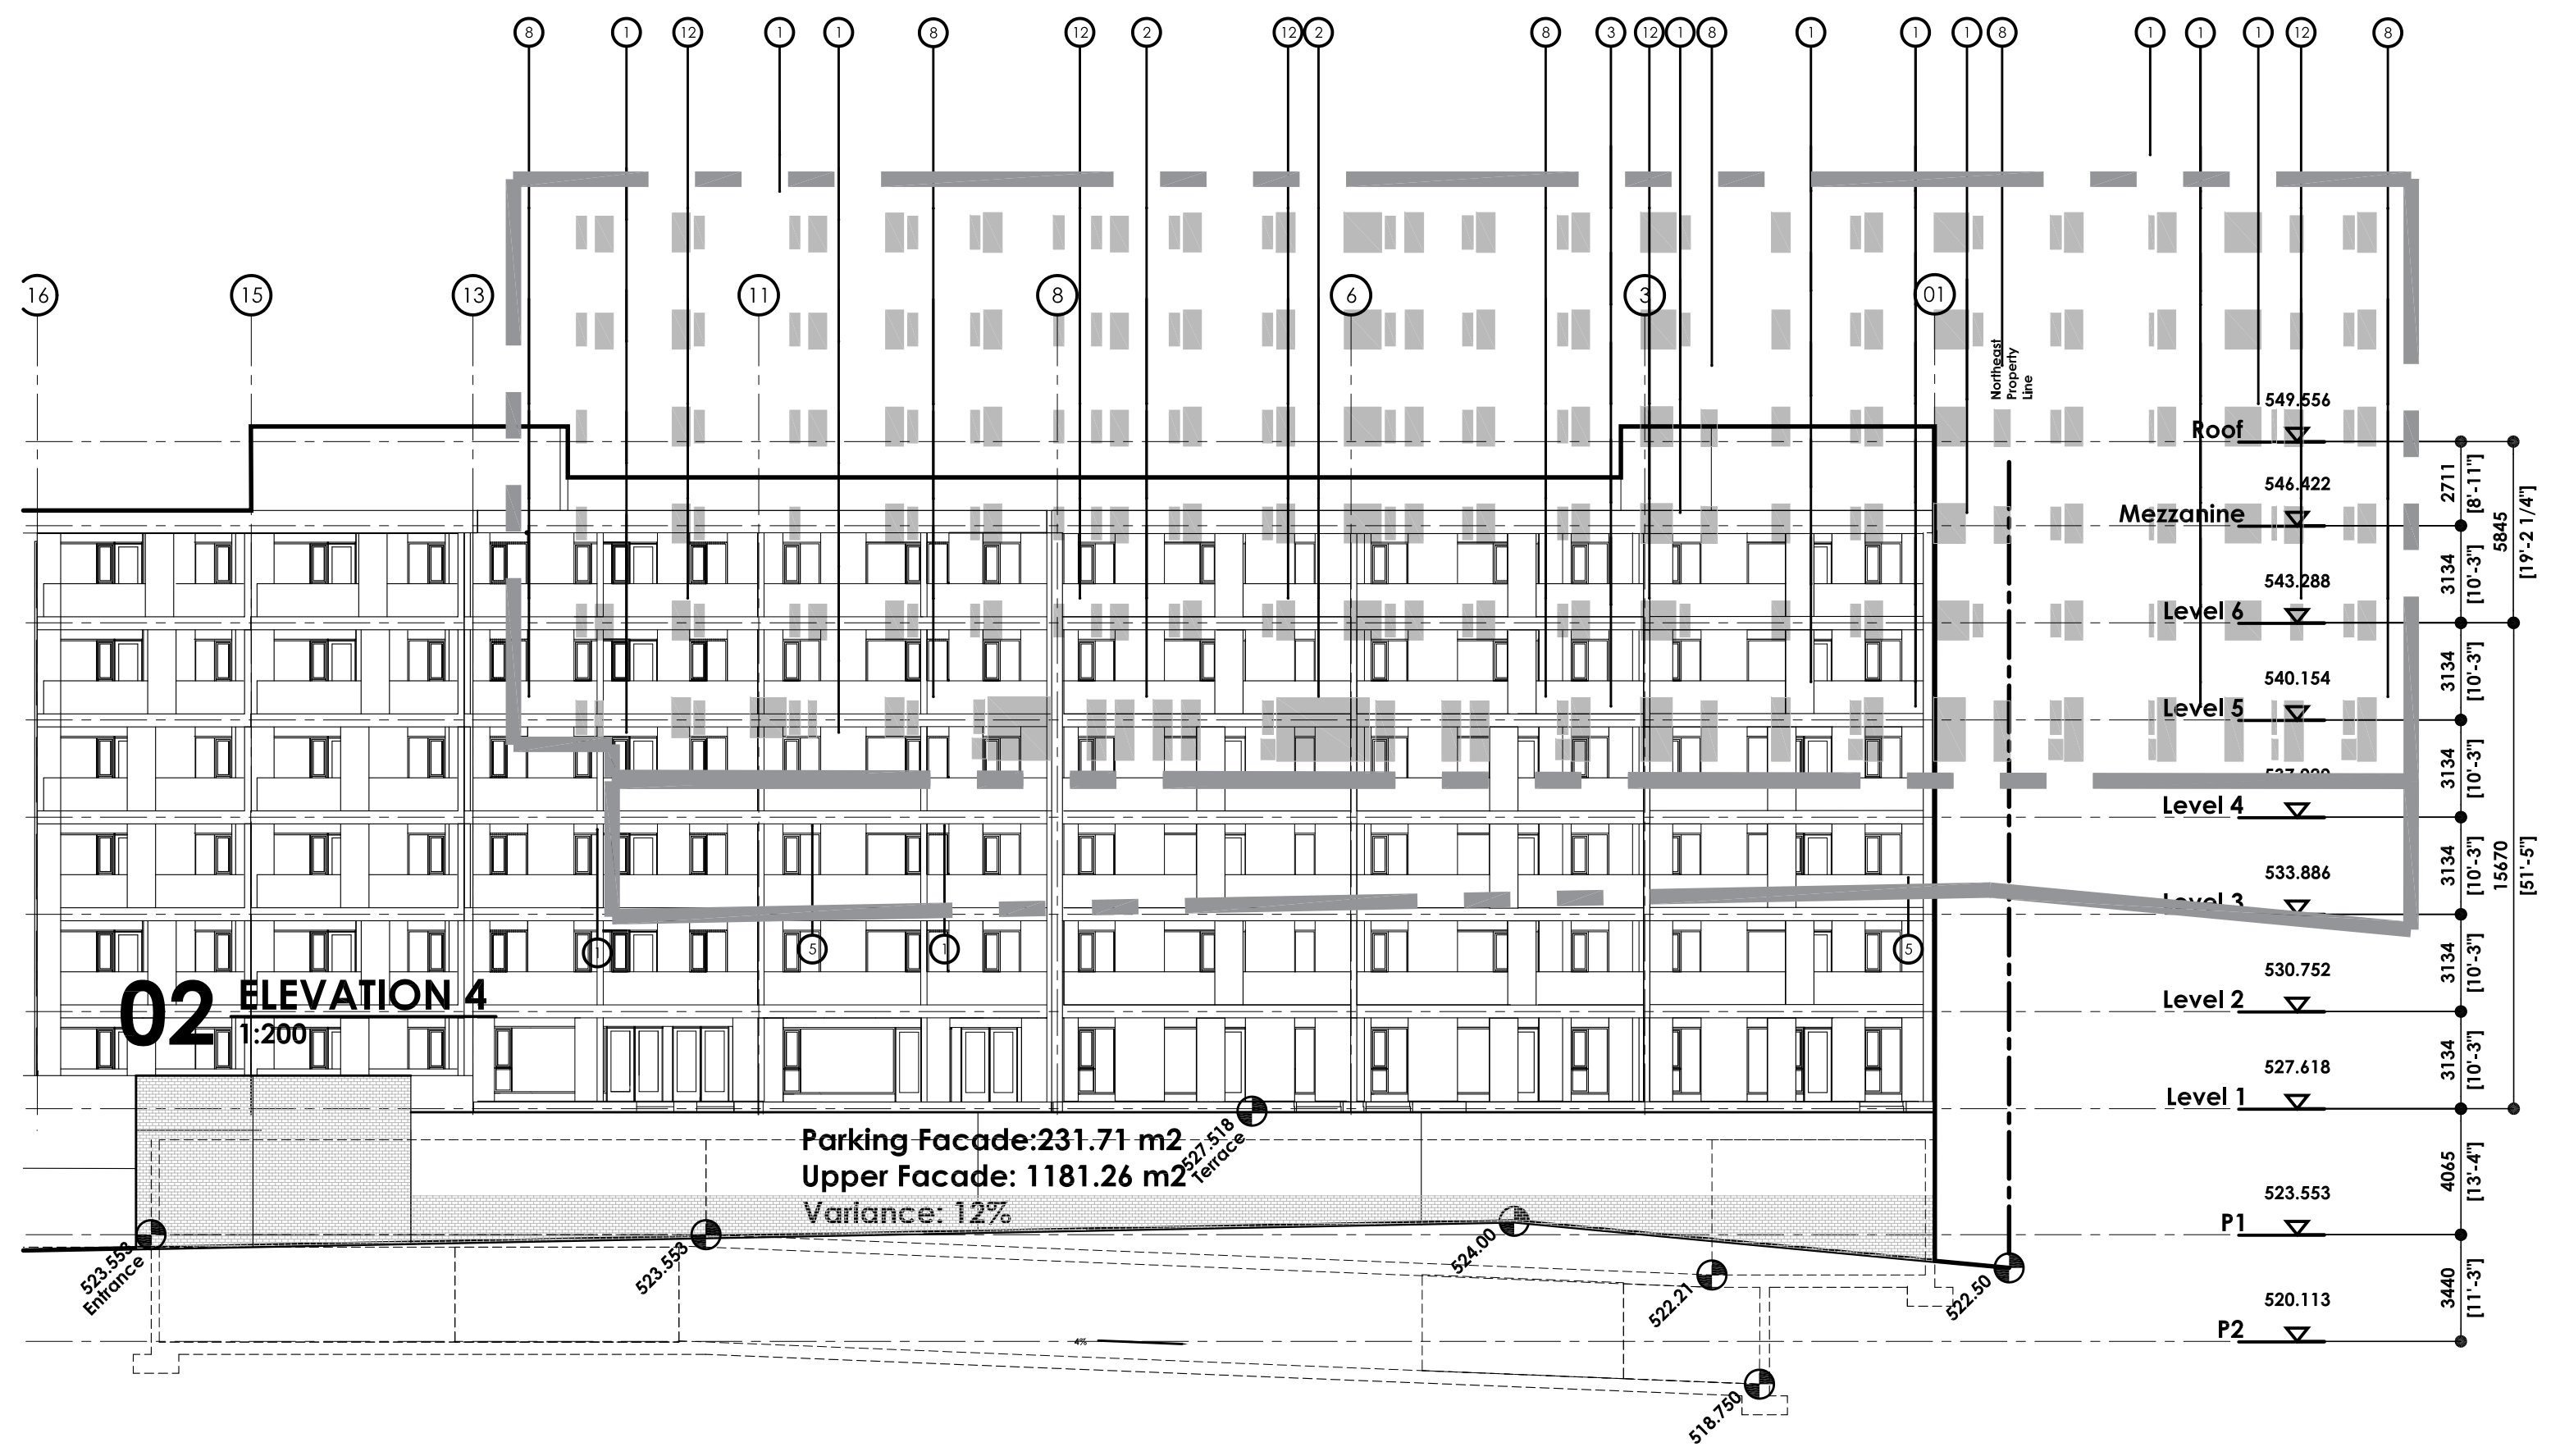 8 1 12 1 1 8 12 2 12 2 8 3 12 1 8 1 1 1 8 1 1 1 12 8
16 15 13 11 8 6 3 01
Northeast
Property
Line
549.556
Roof
546.422
Mezzanine
543.288
Level 6
540.154
Level 5
Level 4
533.886
Level 3
530.752
Level 2
527.618
Level 1
523.553
P1
520.113
P2
2711
[8'-11"]
3134
[10'-3"]
3134
[10'-3"]
3134
[10'-3"]
3134
[10'-3"]
3134
[10'-3"]
3134
[10'-3"]
4065
[13'-4"]
3440
[11'-3"]
5845
[19'-2 1/4"]
15670
[51'-5"]
1 5 1 5
02 ELEVATION 4
1:200
Parking Facade:231.71 m2
Upper Facade: 1181.26 m2
Variance: 12%
527.518
Terrace
523.553
Entrance
523.553
524.00
522.21
522.50
4%
518.750